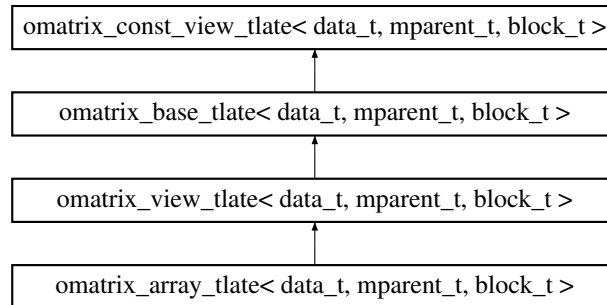 omatrix_const_view_tlate< data_t, mparent_t, block_t >
omatrix_base_tlate< data_t, mparent_t, block_t >
omatrix_view_tlate< data_t, mparent_t, block_t >
omatrix_array_tlate< data_t, mparent_t, block_t >